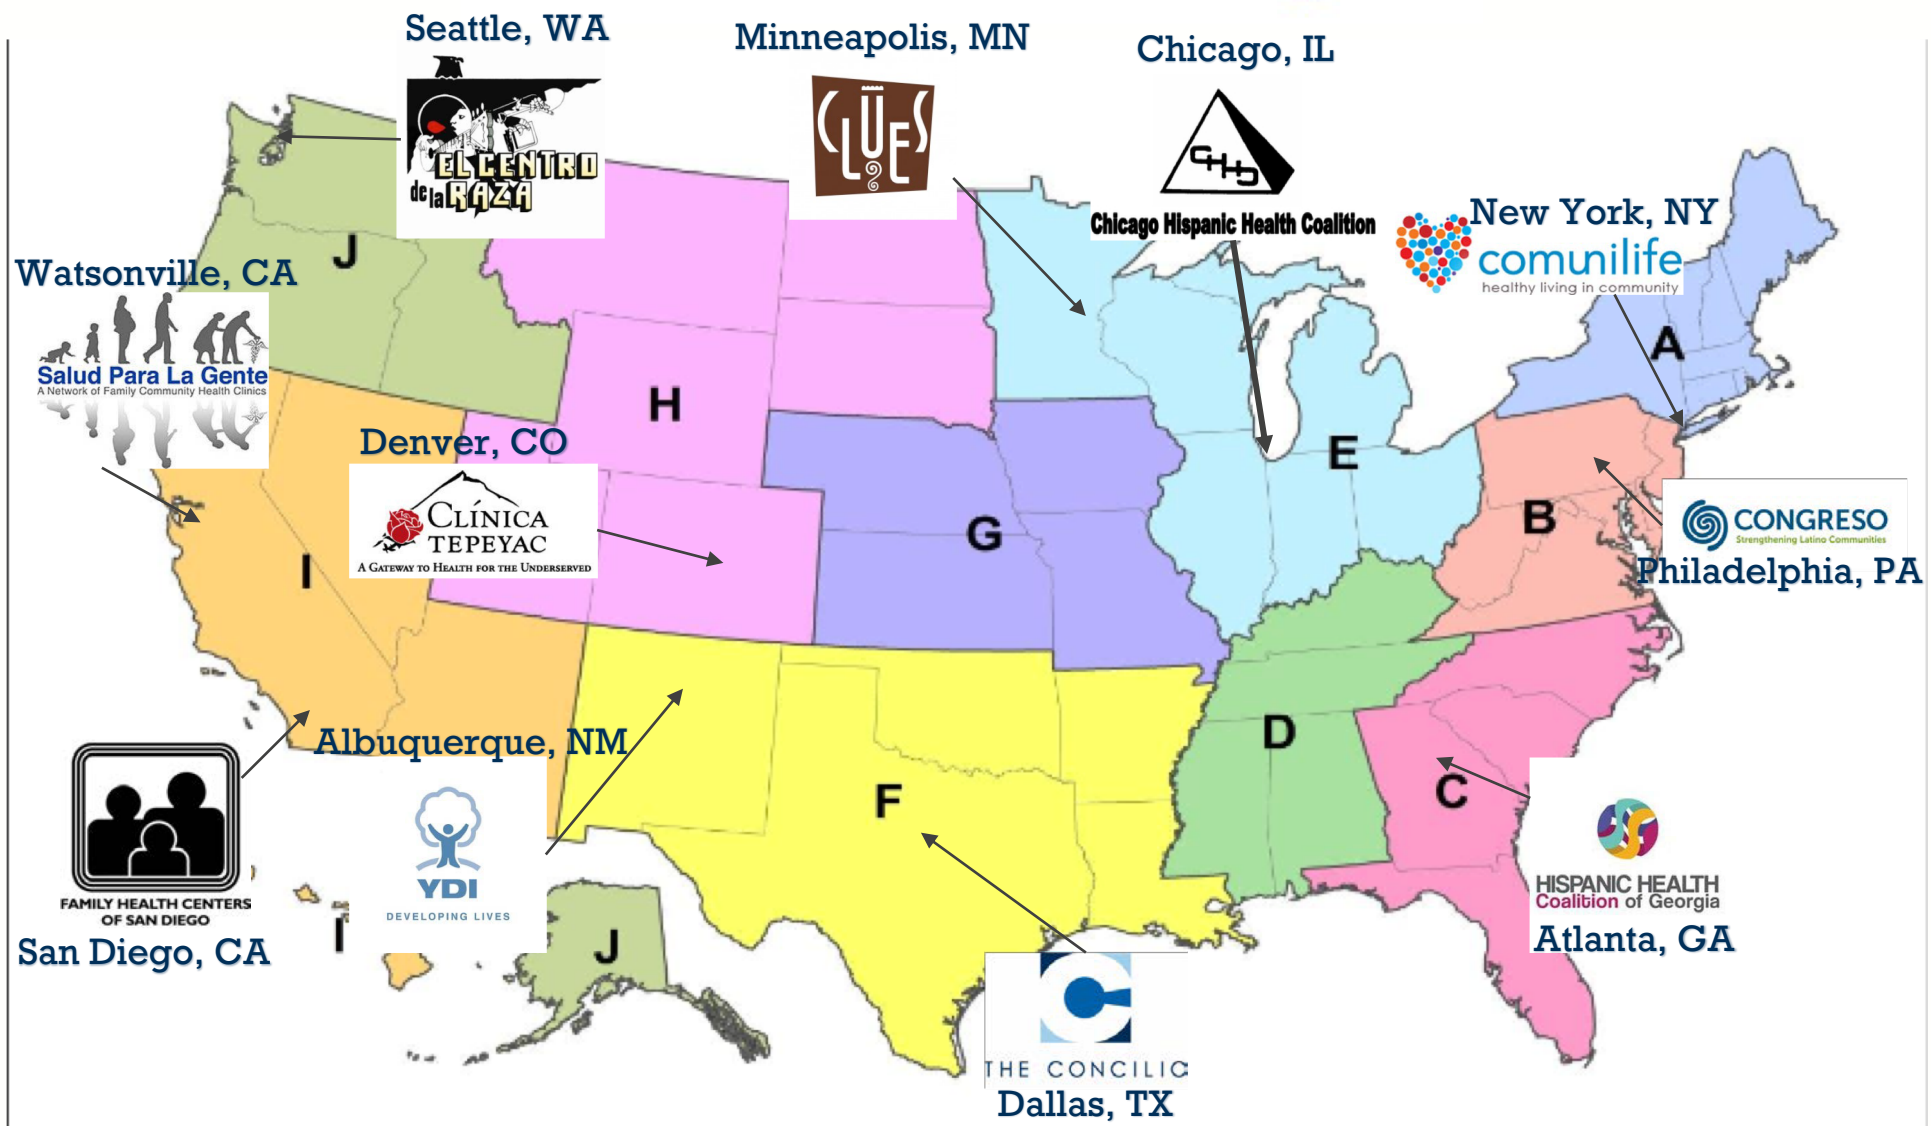 Seattle, WA
EL CENTRO
de la RAZA
Minneapolis, MN
CLUES
Chicago, IL
CHHC
Chicago Hispanic Health Coalition
New York, NY
comunilife
healthy living in community
Watsonville, CA
Salud Para La Gente
A Network of Family Community Health Clinics
J
H
A
E
Denver, CO
CLÍNICA
TEPEYAC
A GATEWAY TO HEALTH FOR THE UNDERSERVED
G
B
CONGRESO
Strengthening Latino Communities
Philadelphia, PA
I
D
C
F
Albuquerque, NM
YDI
DEVELOPING LIVES
FAMILY HEALTH CENTERS
OF SAN DIEGO
San Diego, CA
I
J
HISPANIC HEALTH
Coalition of Georgia
Atlanta, GA
THE CONCILIO
Dallas, TX